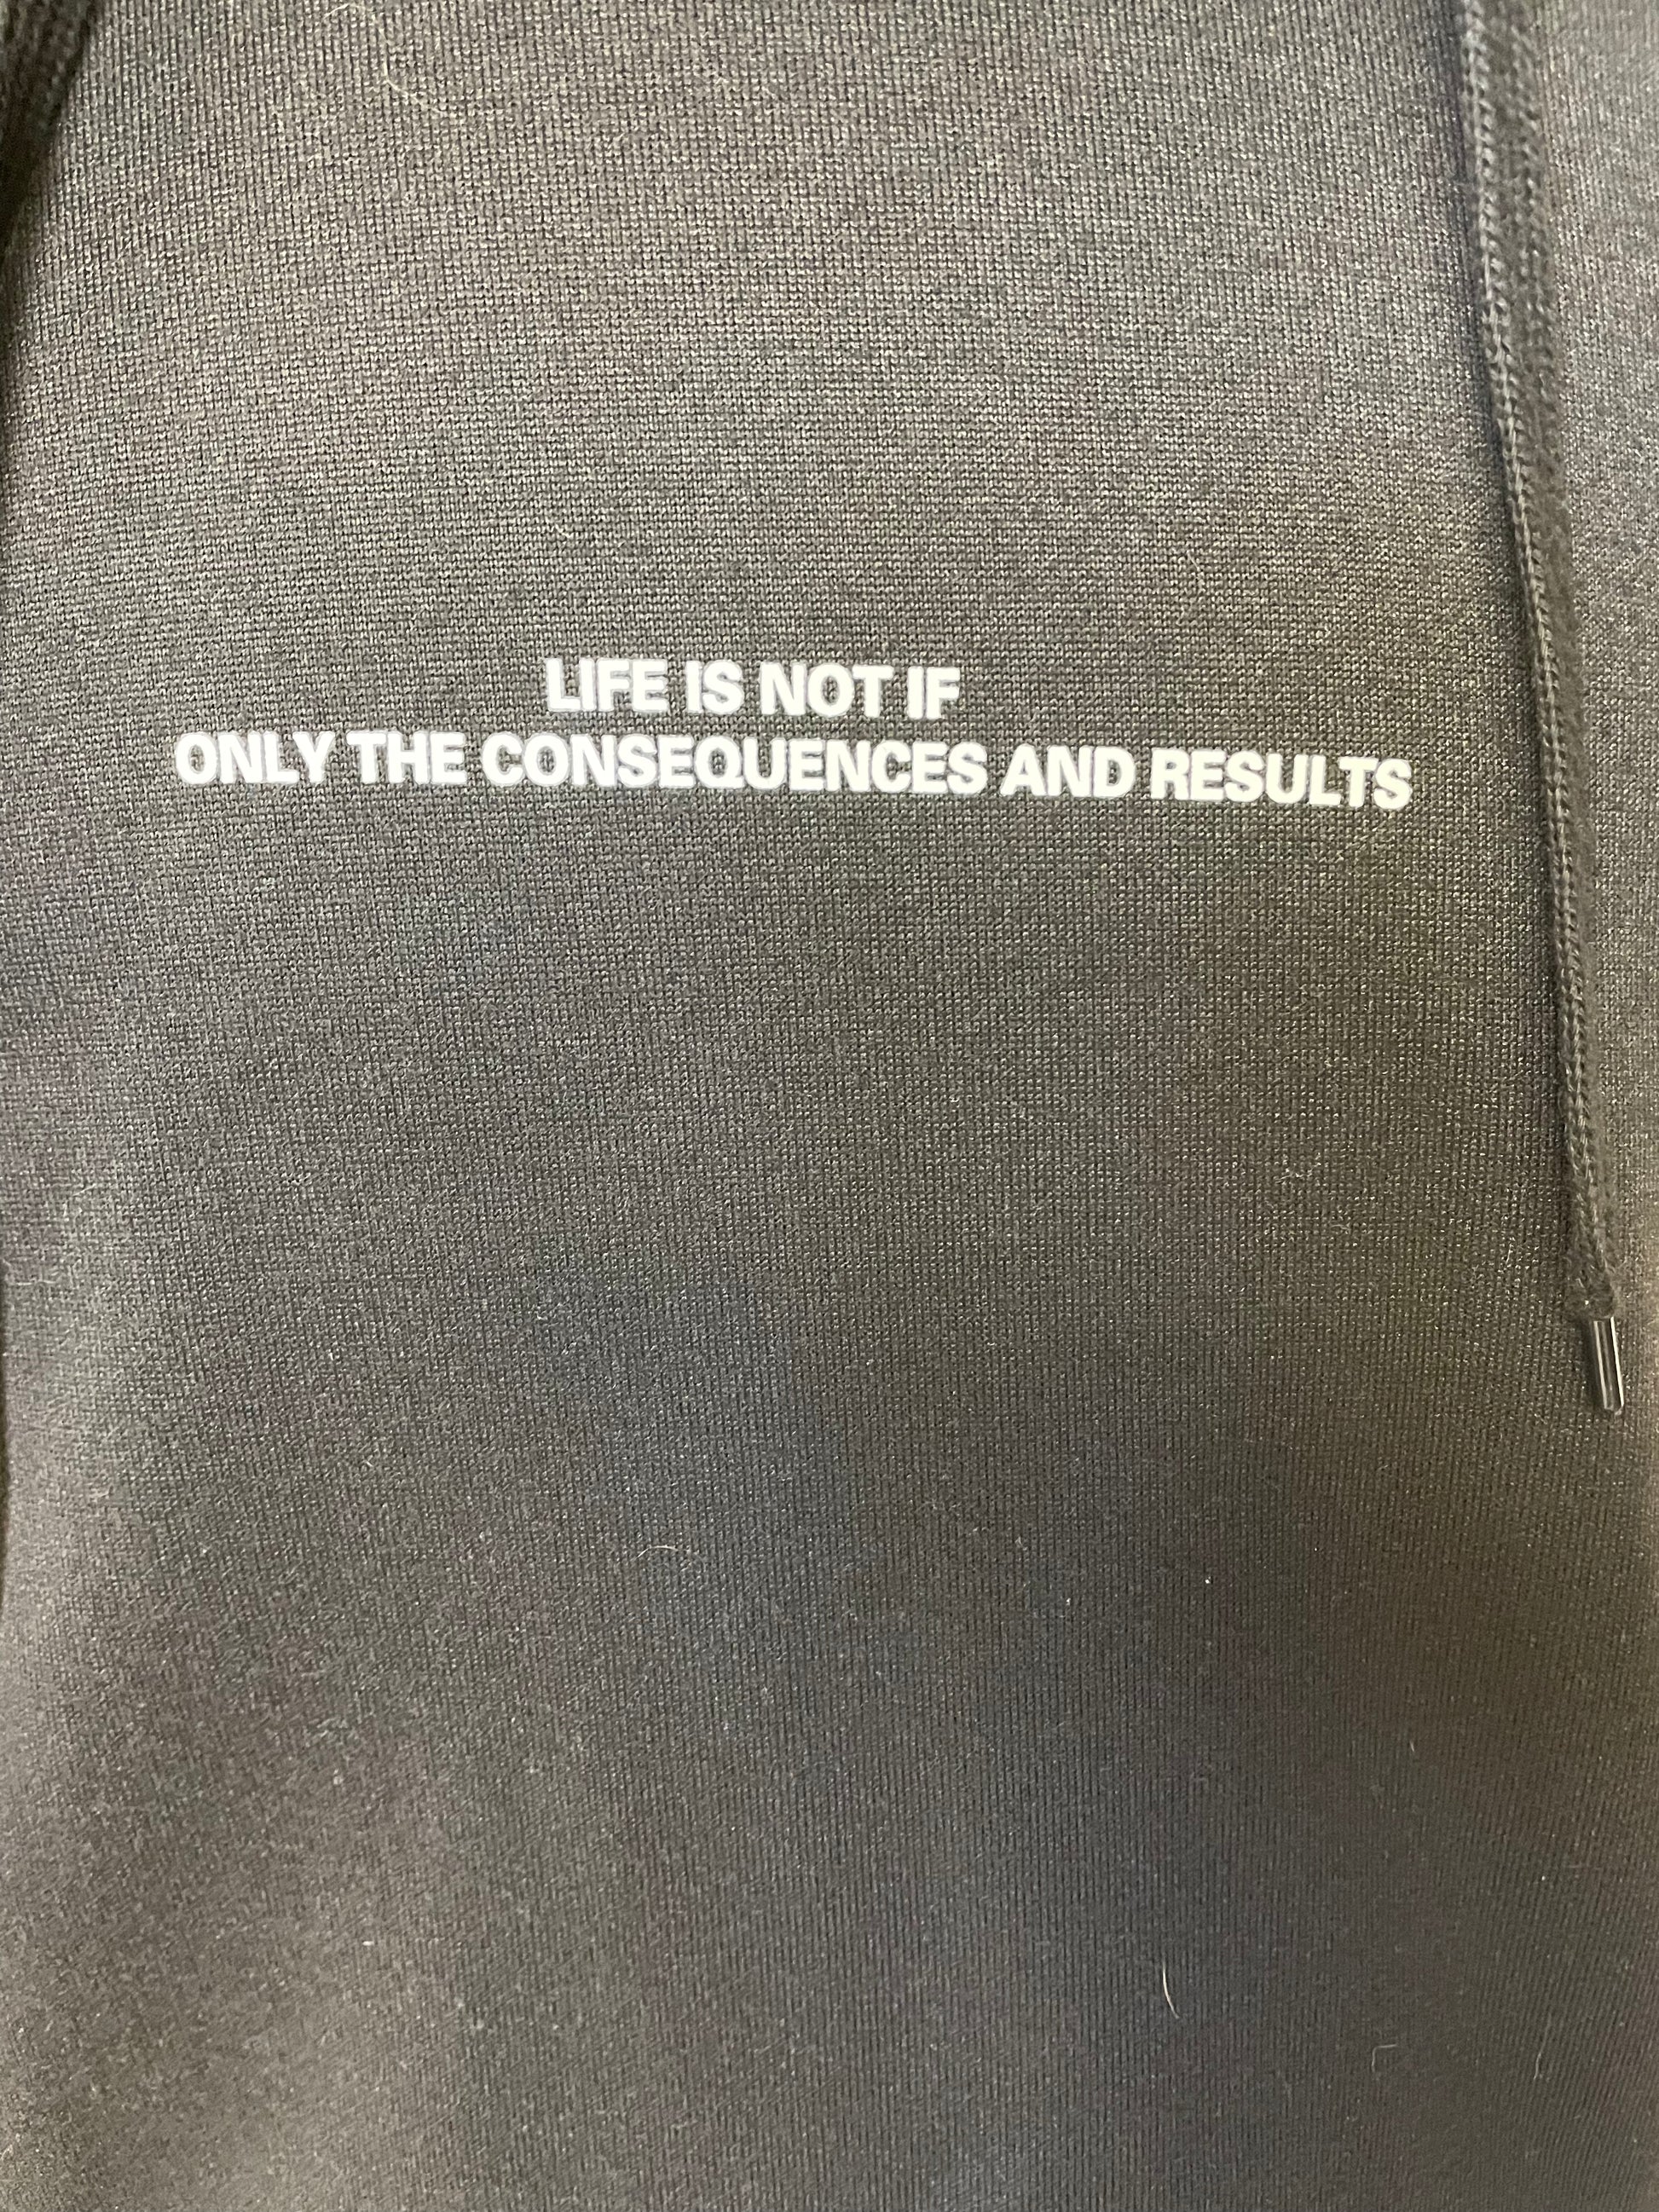 LIFE IS NOT IF
ONLY THE CONSEQUENCES AND RESULTS